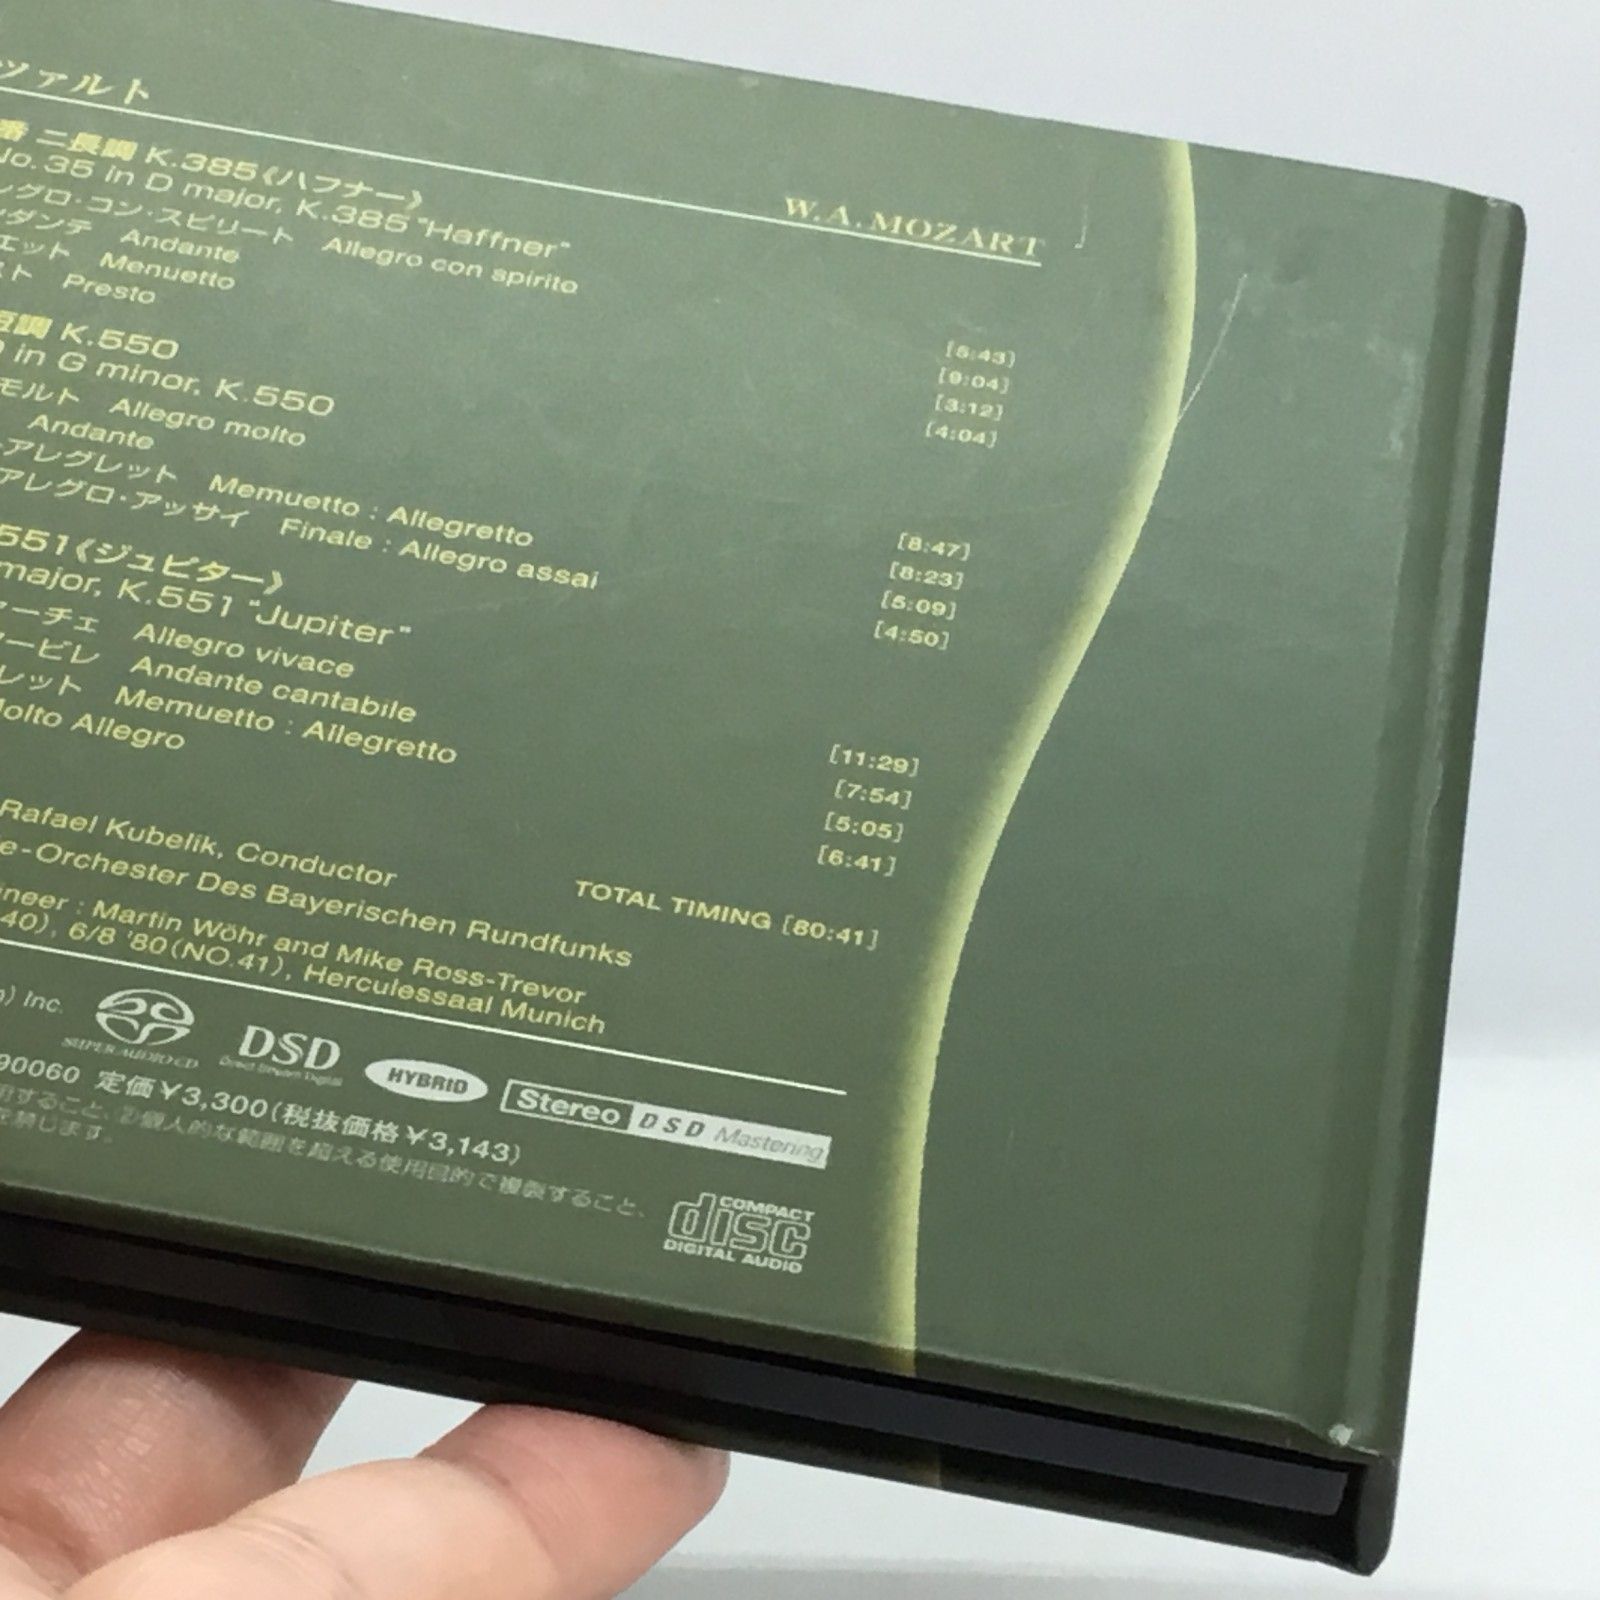 ツァルト
W.A.MOZART
番 ニ長調 K.385《ハフナー》
No.35 in D major, K.385 "Haffner"
レグロ・コン・スピリート Allegro con spirito [5:43]
ンダンテ Andante [9:04]
エット Menuetto [3:12]
スト Presto [4:04]
短調 K.550
in G minor, K.550
モルト Allegro molto [8:47]
Andante [8:23]
アレグレット Memuetto : Allegretto [5:09]
アレグロ・アッサイ Finale : Allegro assai [4:50]
551《ジュピター》
major, K.551 "Jupiter"
ァーチェ Allegro vivace [11:29]
ービレ Andante cantabile [7:54]
レット Memuetto : Allegretto [5:05]
Molto Allegro [6:41]
TOTAL TIMING [80:41]
Rafael Kubelik, Conductor
e-Orchester Des Bayerischen Rundfunks
neer : Martin Wöhr and Mike Ross-Trevor
40), 6/8 '80 (NO.41), Herculessaal Munich
) Inc. SUPER AUDIO CD DSD Direct Stream Digital HYBRID Stereo DSD Mastering
90060 定価¥3,300(税抜価格¥3,143)
すること、②個人的な範囲を超える使用目的で複製すること、
を禁じます。
COMPACT
disc
DIGITAL AUDIO